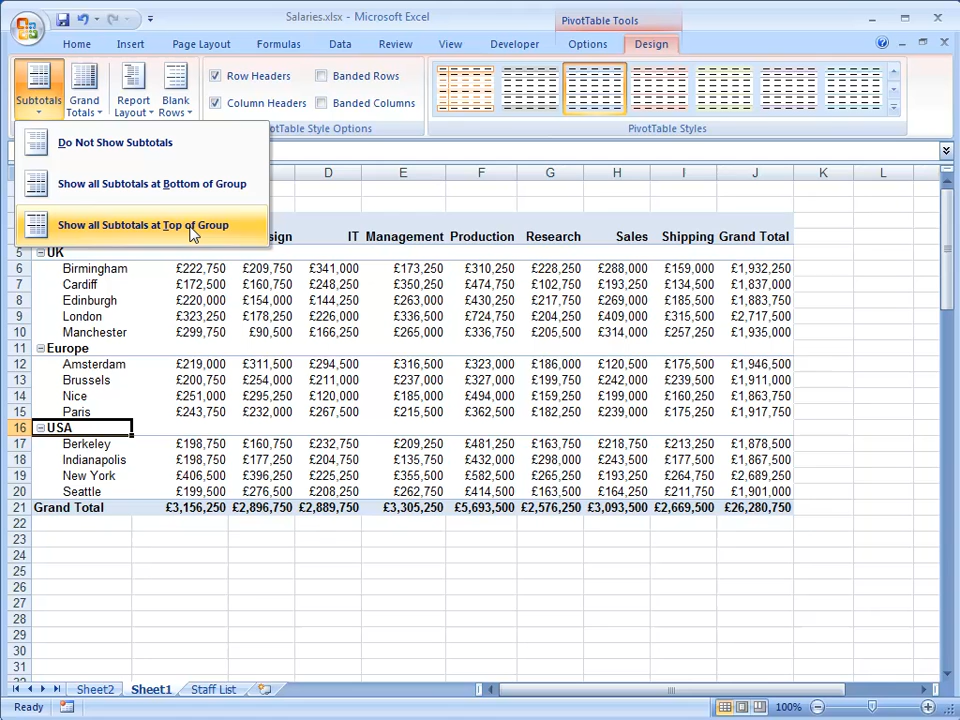 Salaries.xlsx - Microsoft Excel
PivotTable Tools
Home Insert Page Layout Formulas Data Review View Developer Options Design
Subtotals Grand Totals Report Layout Blank Rows
Row Headers Banded Rows
Column Headers Banded Columns
PivotTable Style Options PivotTable Styles
Do Not Show Subtotals
Show all Subtotals at Bottom of Group
Show all Subtotals at Top of Group
D E F G H I J K L
IT Management Production Research Sales Shipping Grand Total
5 UK
6 Birmingham £222,750 £209,750 £341,000 £173,250 £310,250 £228,250 £288,000 £159,000 £1,932,250
7 Cardiff £172,500 £160,750 £248,250 £350,250 £474,750 £102,750 £193,250 £134,500 £1,837,000
8 Edinburgh £220,000 £154,000 £144,250 £263,000 £430,250 £217,750 £269,000 £185,500 £1,883,750
9 London £323,250 £178,250 £226,000 £336,500 £724,750 £204,250 £409,000 £315,500 £2,717,500
10 Manchester £299,750 £90,500 £166,250 £265,000 £336,750 £205,500 £314,000 £257,250 £1,935,000
11 Europe
12 Amsterdam £219,000 £311,500 £294,500 £316,500 £323,000 £186,000 £120,500 £175,500 £1,946,500
13 Brussels £200,750 £254,000 £211,000 £237,000 £327,000 £199,750 £242,000 £239,500 £1,911,000
14 Nice £251,000 £295,250 £120,000 £185,000 £494,000 £159,250 £199,000 £160,250 £1,863,750
15 Paris £243,750 £232,000 £267,500 £215,500 £362,500 £182,250 £239,000 £175,250 £1,917,750
16 USA
17 Berkeley £198,750 £160,750 £232,750 £209,250 £481,250 £163,750 £218,750 £213,250 £1,878,500
18 Indianapolis £198,750 £177,250 £204,750 £135,750 £432,000 £298,000 £243,500 £177,500 £1,867,500
19 New York £406,500 £396,250 £225,250 £355,500 £582,500 £265,250 £193,250 £264,750 £2,689,250
20 Seattle £199,500 £276,500 £208,250 £262,750 £414,500 £163,500 £164,250 £211,750 £1,901,000
21 Grand Total £3,156,250 £2,896,750 £2,889,750 £3,305,250 £5,693,500 £2,576,250 £3,093,500 £2,669,500 £26,280,750
22
23
24
25
26
27
28
29
30
31
Sheet2 Sheet1 Staff List
Ready 100%